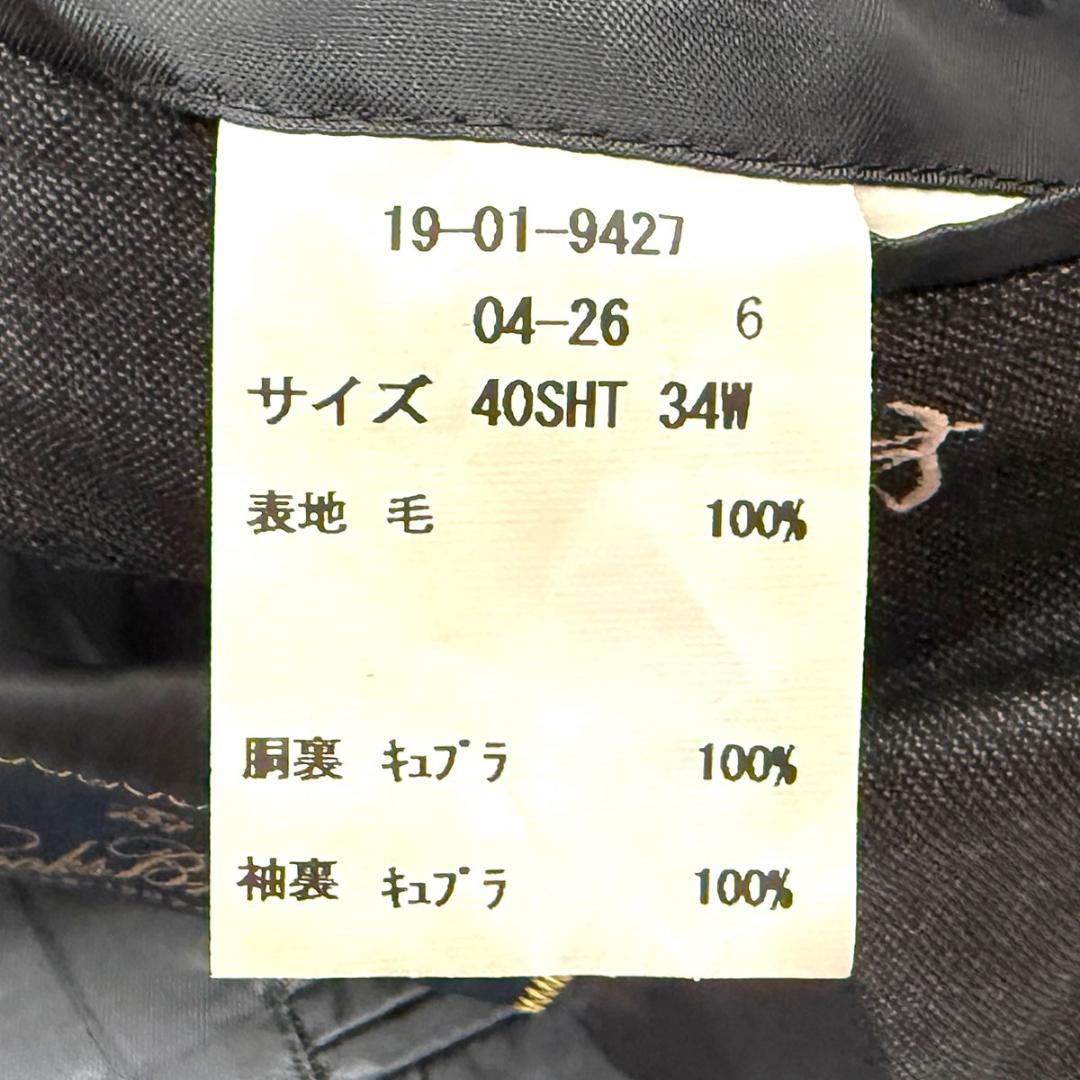 19-01-9427
04-26 6
サイズ 40SHT 34W
表地 毛 100%
胴裏 キュプラ 100%
袖裏 キュプラ 100%